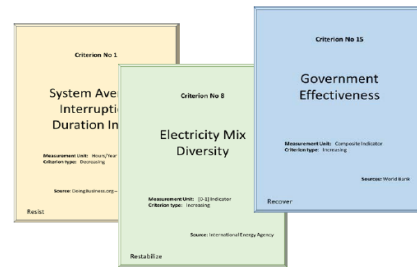 Criterion No 1
System Ave
Interrupti
Duration In
Measurement Unit: Hours/Year
Criterion type: Decreasing
Source: DoingBusiness.org –
Resist
Criterion No 8
Electricity Mix
Diversity
Measurement Unit: [0-1] Indicator
Criterion type: Increasing
Source: International Energy Agency
Restabilize
Criterion No 15
Government
Effectiveness
Measurement Unit: Composite Indicator
Criterion type: Increasing
Source: World Bank
Recover